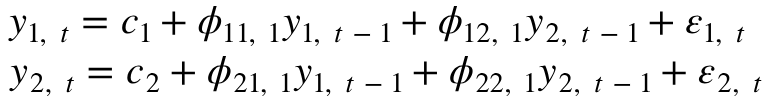 y₁, ₜ = c₁ + ϕ₁₁, ₁y₁, ₜ ₋ ₁ + ϕ₁₂, ₁y₂, ₜ ₋ ₁ + ε₁, ₜ
y₂, ₜ = c₂ + ϕ₂₁, ₁y₁, ₜ ₋ ₁ + ϕ₂₂, ₁y₂, ₜ ₋ ₁ + ε₂, ₜ